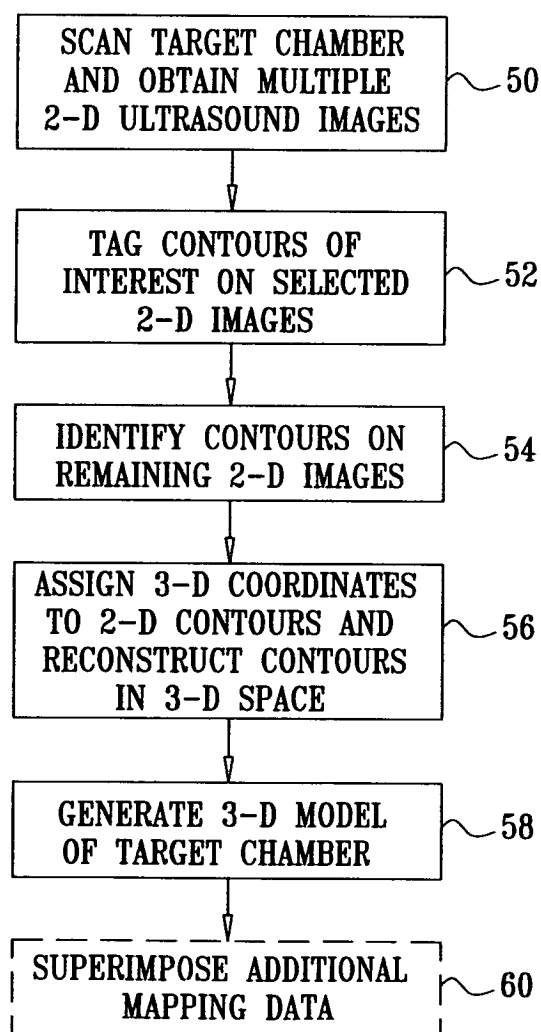 SCAN TARGET CHAMBER
AND OBTAIN MULTIPLE
2-D ULTRASOUND IMAGES
50
TAG CONTOURS OF
INTEREST ON SELECTED
2-D IMAGES
52
IDENTIFY CONTOURS ON
REMAINING 2-D IMAGES
54
ASSIGN 3-D COORDINATES
TO 2-D CONTOURS AND
RECONSTRUCT CONTOURS
IN 3-D SPACE
56
GENERATE 3-D MODEL
OF TARGET CHAMBER
58
SUPERIMPOSE ADDITIONAL
MAPPING DATA
60